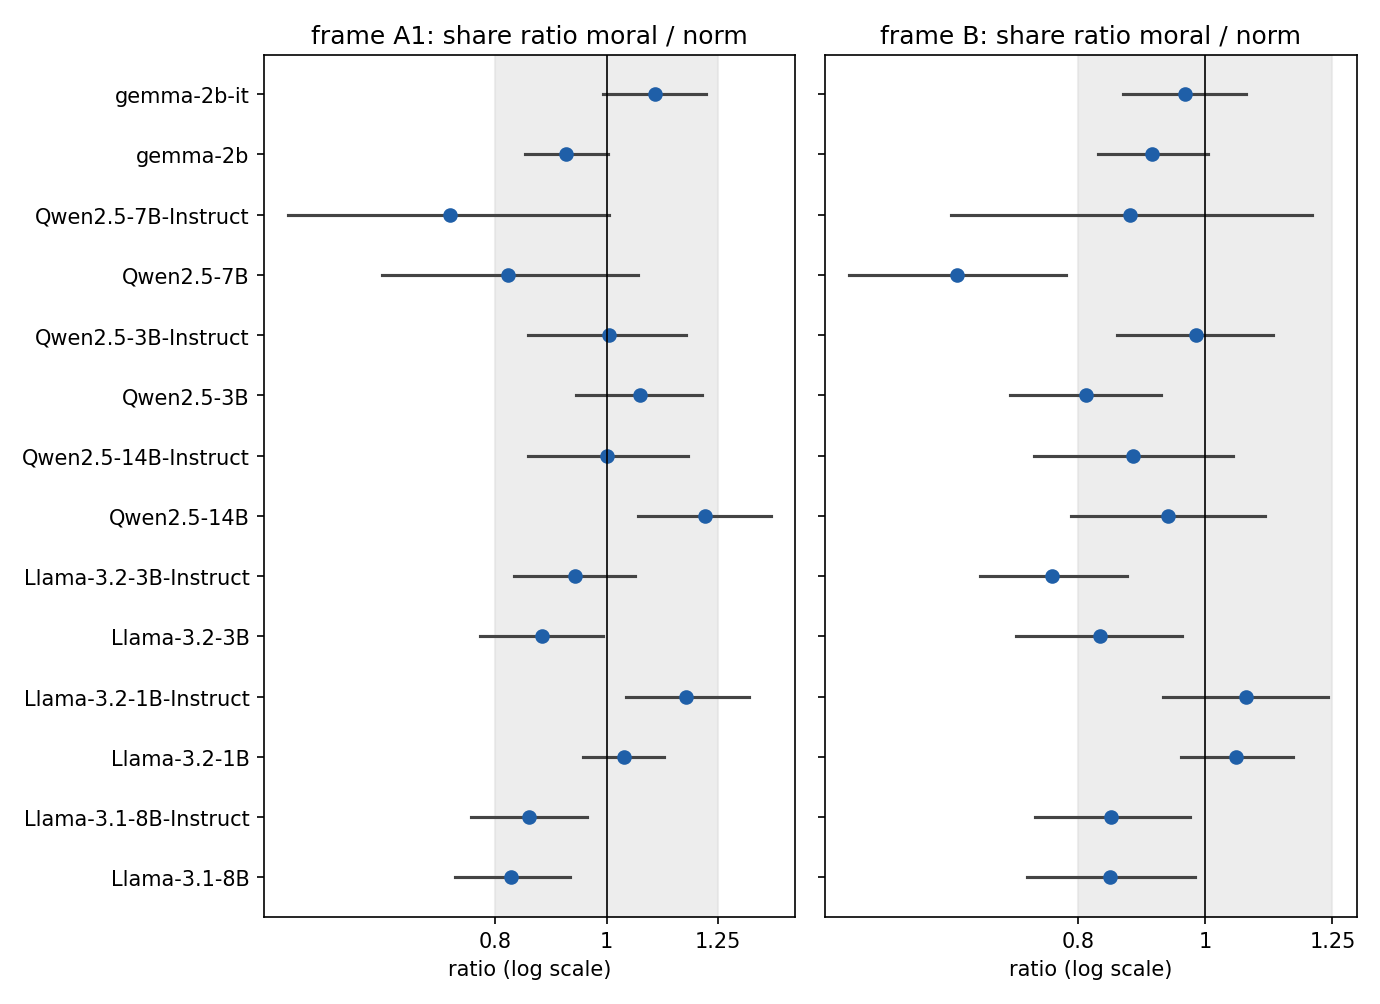 frame A1: share ratio moral / norm
frame B: share ratio moral / norm
gemma-2b-it
gemma-2b
Qwen2.5-7B-Instruct
Qwen2.5-7B
Qwen2.5-3B-Instruct
Qwen2.5-3B
Qwen2.5-14B-Instruct
Qwen2.5-14B
Llama-3.2-3B-Instruct
Llama-3.2-3B
Llama-3.2-1B-Instruct
Llama-3.2-1B
Llama-3.1-8B-Instruct
Llama-3.1-8B
0.8 1 1.25
0.8 1 1.25
ratio (log scale)
ratio (log scale)